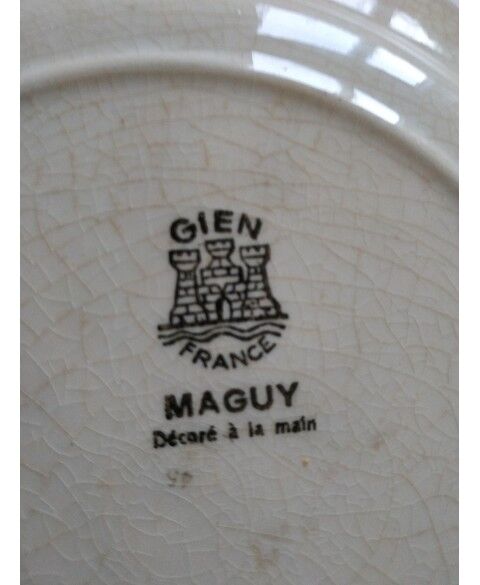 GIEN
FRANCE
MAGUY
Décoré à la main